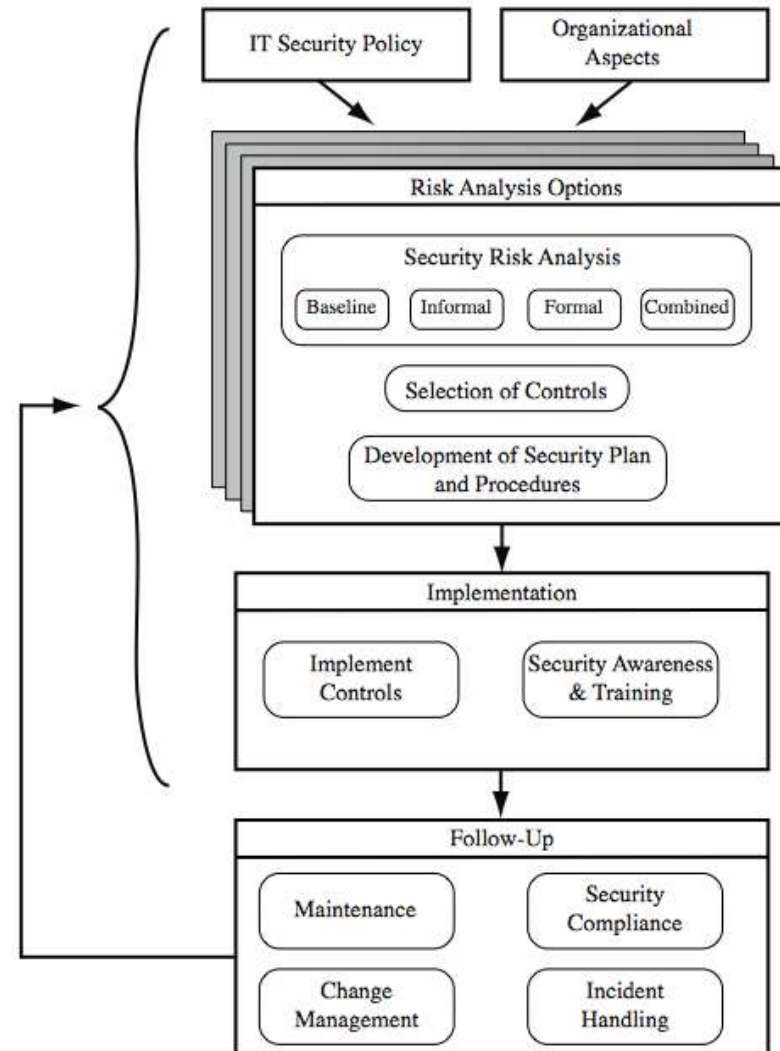 IT Security Policy
Organizational
Aspects
Risk Analysis Options
Security Risk Analysis
Baseline
Informal
Formal
Combined
Selection of Controls
Development of Security Plan
and Procedures
Implementation
Implement
Controls
Security Awareness
& Training
Follow-Up
Maintenance
Security
Compliance
Change
Management
Incident
Handling